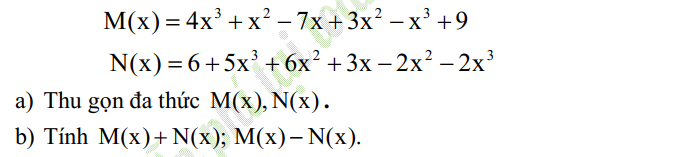 M(x) = 4x³ + x² − 7x + 3x² − x³ + 9
N(x) = 6 + 5x³ + 6x² + 3x − 2x² − 2x³
a) Thu gọn đa thức M(x), N(x).
b) Tính M(x) + N(x); M(x) − N(x).